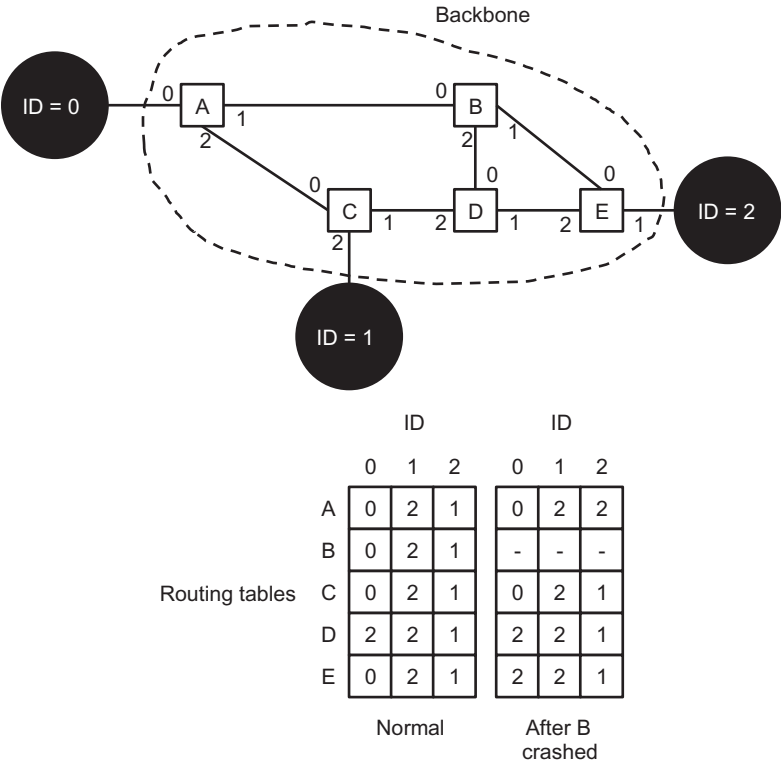 Backbone
ID = 0
0 A 1 2
0 B 1 2
0 C 1 2
0 D 1 2
0 E 1 2
ID = 2
ID = 1
ID ID
0 1 2 0 1 2
A 0 2 1 0 2 2
B 0 2 1 - - -
Routing tables C 0 2 1 0 2 1
D 2 2 1 2 2 1
E 0 2 1 2 2 1
Normal After B
crashed